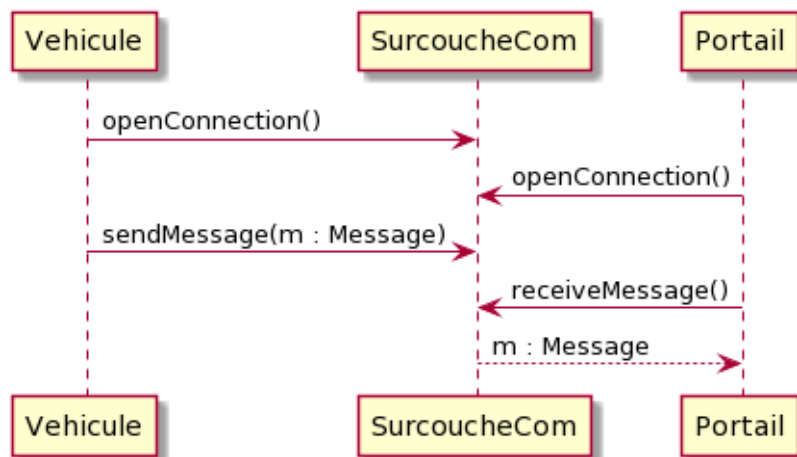 Vehicule SurcoucheCom Portail
openConnection()
openConnection()
sendMessage(m : Message)
receiveMessage()
m : Message
Vehicule SurcoucheCom Portail